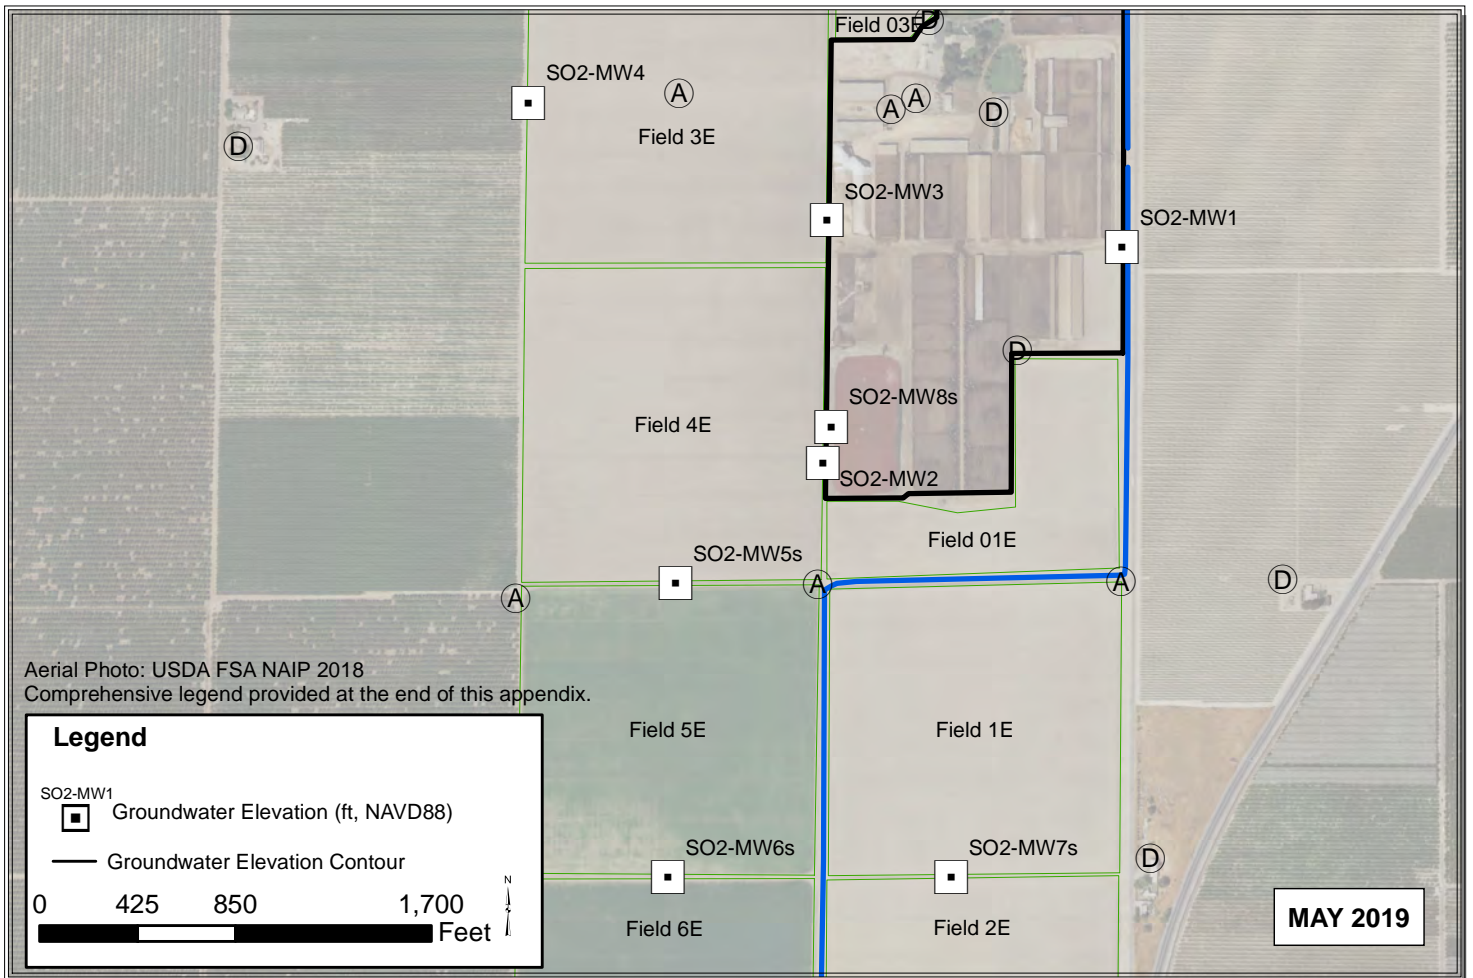 Field 03E
D
SO2-MW4
A
A
A
D
Field 3E
D
SO2-MW3
SO2-MW1
D
SO2-MW8s
Field 4E
SO2-MW2
Field 01E
SO2-MW5s
A
A
A
D
Aerial Photo: USDA FSA NAIP 2018
Comprehensive legend provided at the end of this appendix.
Field 5E
Field 1E
Legend
SO2-MW1
Groundwater Elevation (ft, NAVD88)
Groundwater Elevation Contour
SO2-MW6s
SO2-MW7s
D
N
0 425 850 1,700
Feet
Field 6E
Field 2E
MAY 2019